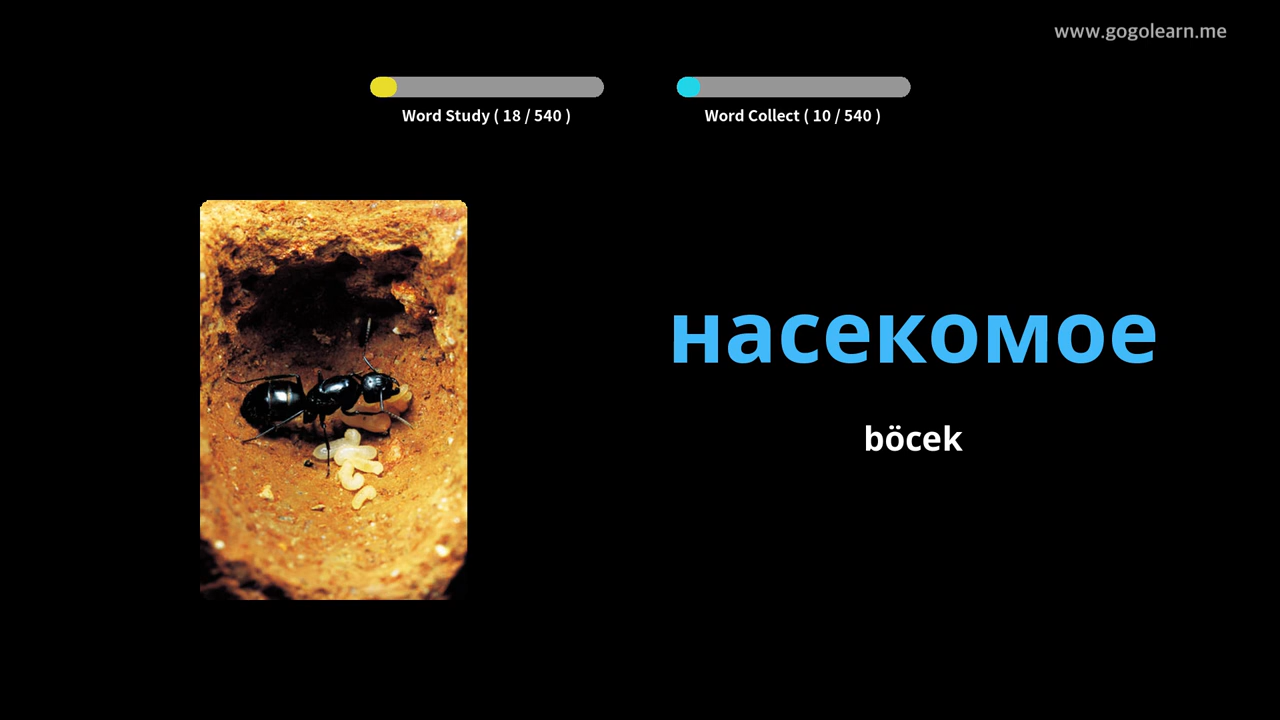 www.gogolearn.me
Word Study ( 18 / 540 )
Word Collect ( 10 / 540 )
насекомое
böcek